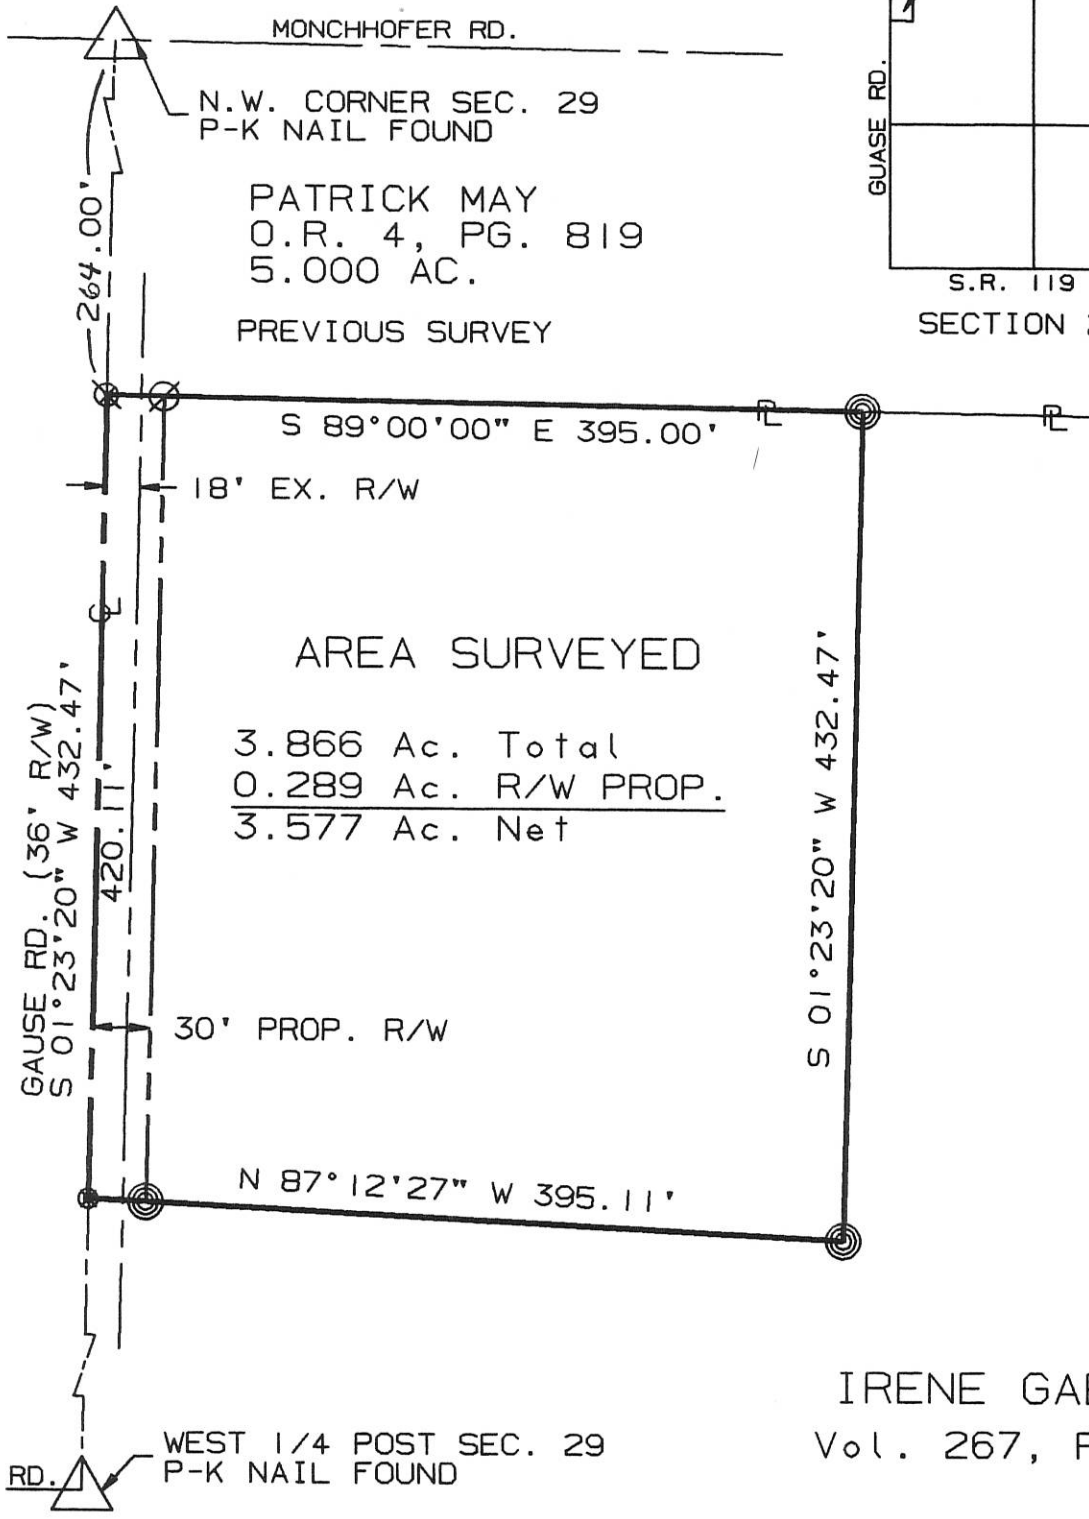 MONCHHOFER RD.
N.W. CORNER SEC. 29
P-K NAIL FOUND
GUASE RD.
S.R. 119
SECTION
PATRICK MAY
O.R. 4, PG. 819
5.000 AC.
PREVIOUS SURVEY
264.00'
S 89°00'00" E 395.00'
PL
PL
18' EX. R/W
CL
AREA SURVEYED
3.866 Ac. Total
0.289 Ac. R/W PROP.
3.577 Ac. Net
GAUSE RD. (36' R/W)
S 01°23'20" W 432.47'
420.11'
S 01°23'20" W 432.47'
30' PROP. R/W
N 87°12'27" W 395.11'
IRENE
Vol. 267,
WEST 1/4 POST SEC. 29
P-K NAIL FOUND
RD.